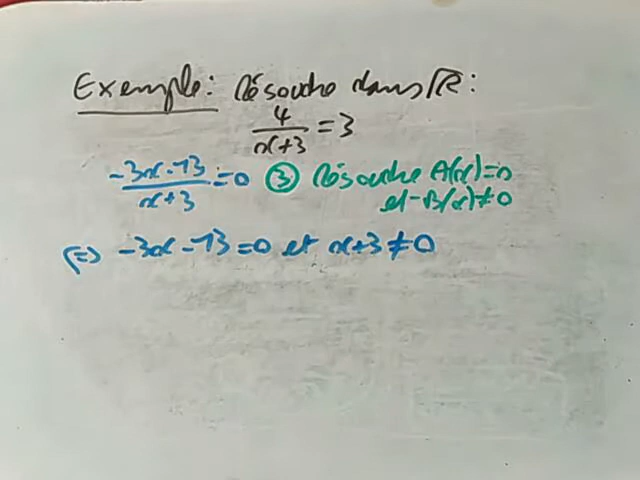 Exemple: Résoudre dans ℝ:
4/(x+3) = 3
(-3x-13)/(x+3) = 0 ③ Résoudre A(x)=0
et B(x)≠0
⇔ -3x-13=0 et x+3≠0